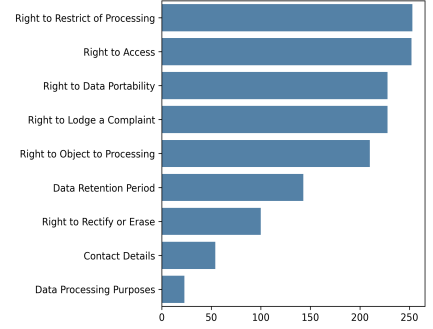 Right to Restrict of Processing
Right to Access
Right to Data Portability
Right to Lodge a Complaint
Right to Object to Processing
Data Retention Period
Right to Rectify or Erase
Contact Details
Data Processing Purposes
0 50 100 150 200 250